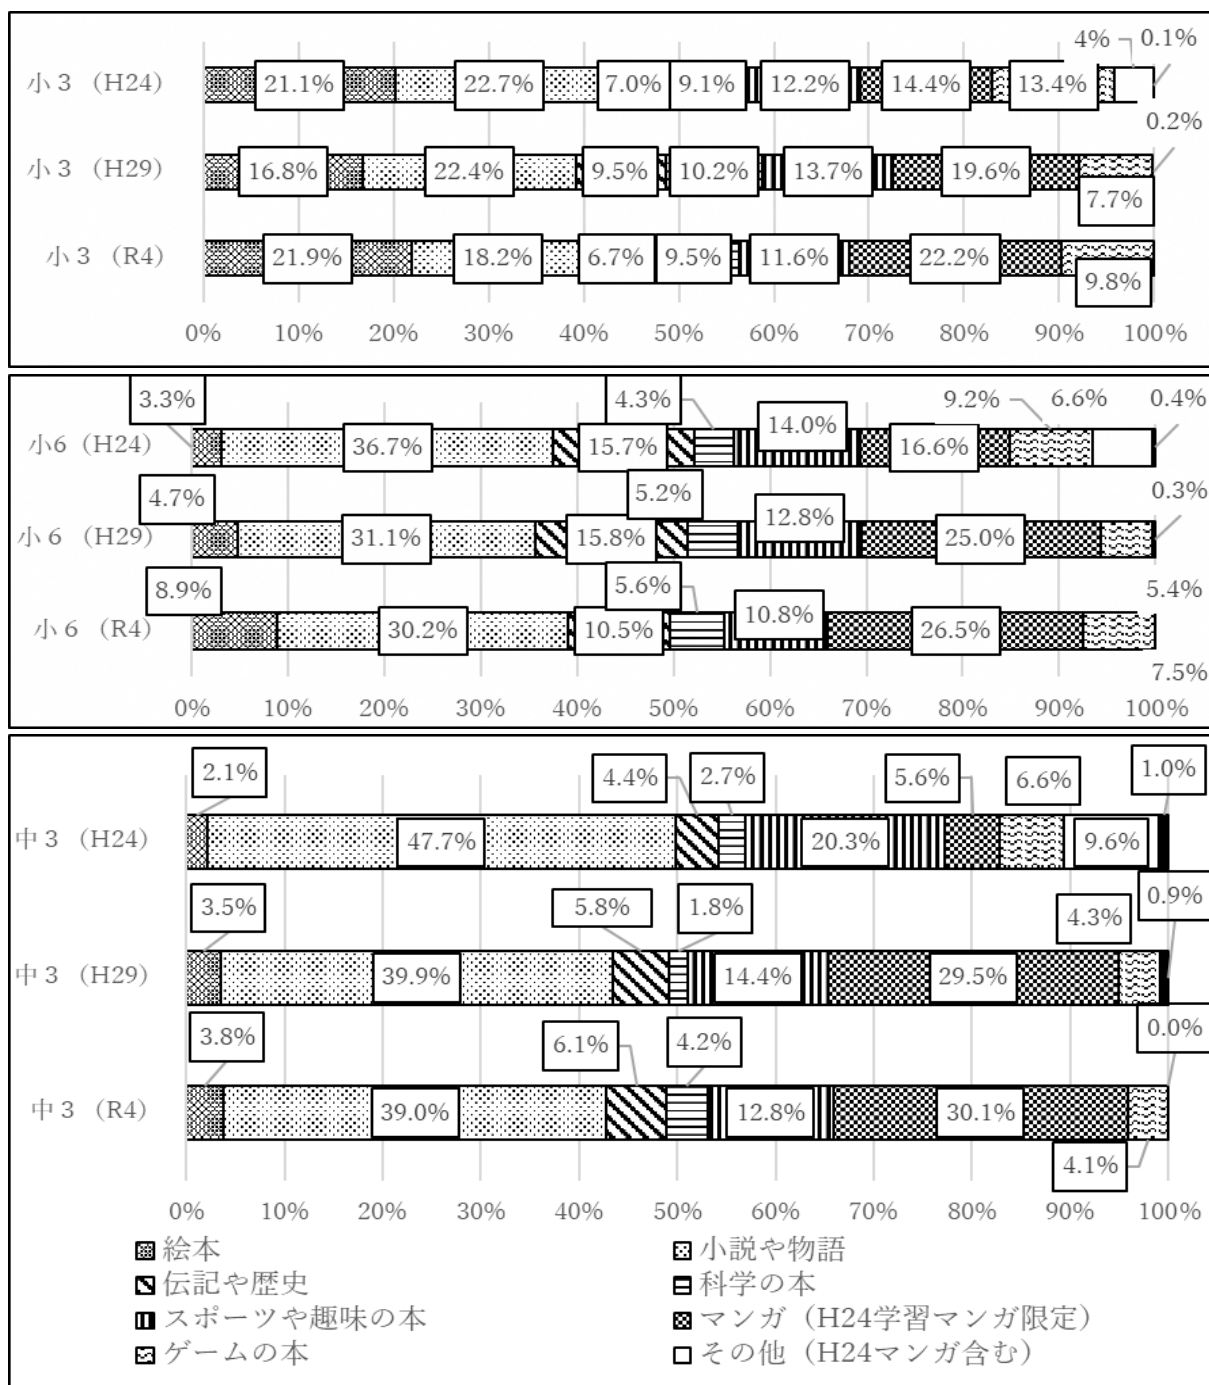 4% 0.1%
小3 (H24) 21.1% 22.7% 7.0% 9.1% 12.2% 14.4% 13.4%
0.2%
小3 (H29) 16.8% 22.4% 9.5% 10.2% 13.7% 19.6%
7.7%
小3 (R4) 21.9% 18.2% 6.7% 9.5% 11.6% 22.2%
9.8%
0% 10% 20% 30% 40% 50% 60% 70% 80% 90% 100%
3.3% 4.3% 9.2% 6.6% 0.4%
14.0%
小6 (H24) 36.7% 15.7% 16.6%
4.7% 5.2% 0.3%
12.8%
小6 (H29) 31.1% 15.8% 25.0%
8.9% 5.6% 5.4%
10.8%
小6 (R4) 30.2% 10.5% 26.5%
7.5%
0% 10% 20% 30% 40% 50% 60% 70% 80% 90% 100%
2.1% 4.4% 2.7% 5.6% 6.6% 1.0%
中3 (H24) 47.7% 20.3% 9.6%
3.5% 5.8% 1.8% 4.3% 0.9%
中3 (H29) 39.9% 14.4% 29.5%
3.8% 6.1% 4.2% 0.0%
中3 (R4) 39.0% 12.8% 30.1%
4.1%
0% 10% 20% 30% 40% 50% 60% 70% 80% 90% 100%
絵本 小説や物語
伝記や歴史 科学の本
スポーツや趣味の本 マンガ(H24学習マンガ限定)
ゲームの本 その他(H24マンガ含む)